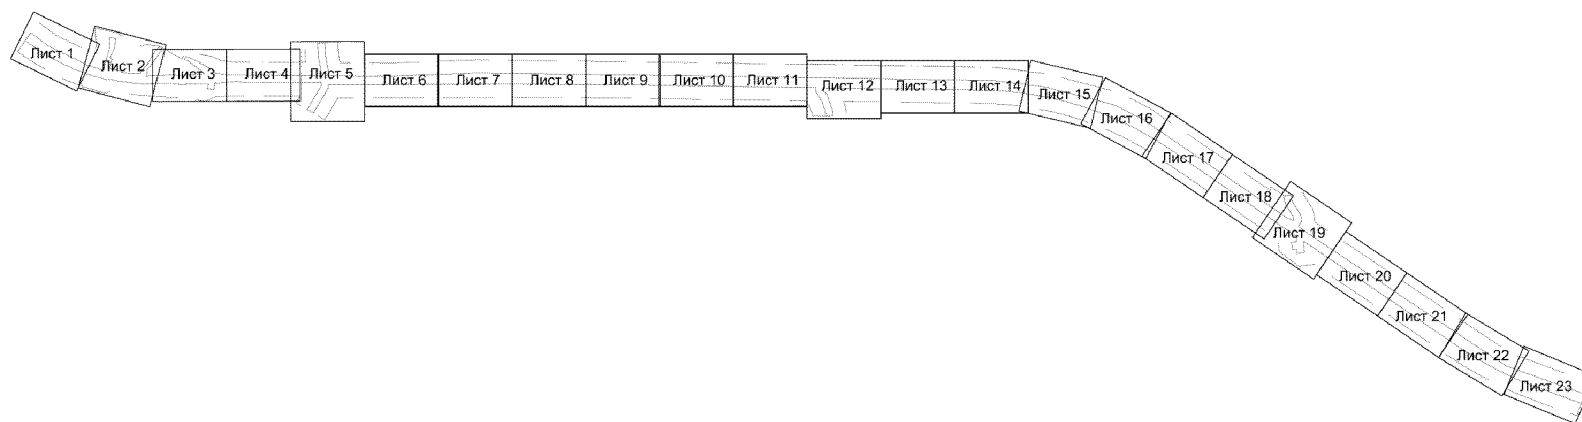 Лист 1
Лист 2
Лист 3
Лист 4
Лист 5
Лист 6
Лист 7
Лист 8
Лист 9
Лист 10
Лист 11
Лист 12
Лист 13
Лист 14
Лист 15
Лист 16
Лист 17
Лист 18
Лист 19
Лист 20
Лист 21
Лист 22
Лист 23